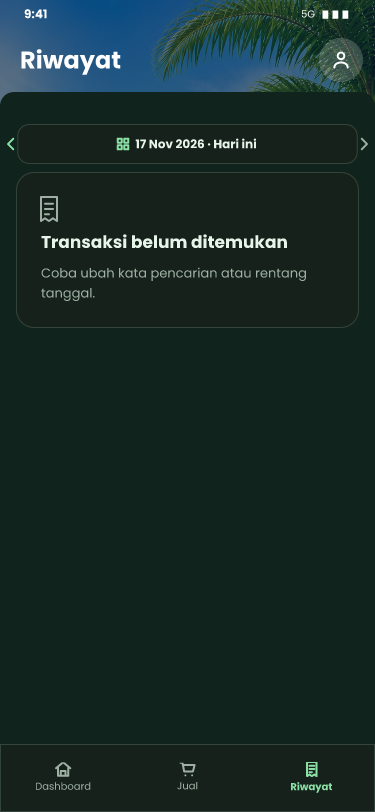 9:41
5G
Riwayat
17 Nov 2026 · Hari ini
Transaksi belum ditemukan
Coba ubah kata pencarian atau rentang
tanggal.
Dashboard
Jual
Riwayat